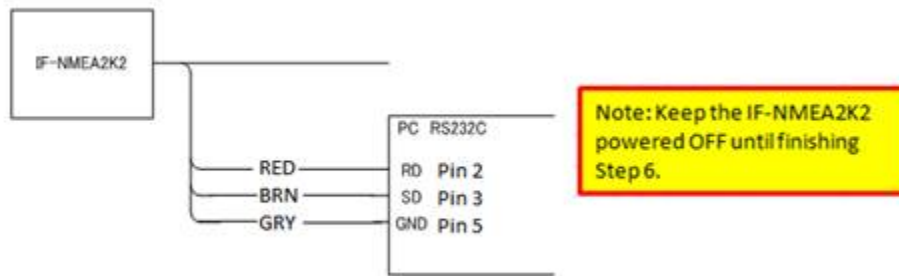 IF-NMEA2K2
PC RS232C
RED RD Pin 2
BRN SD Pin 3
GRY GND Pin 5
Note: Keep the IF-NMEA2K2
powered OFF until finishing
Step 6.